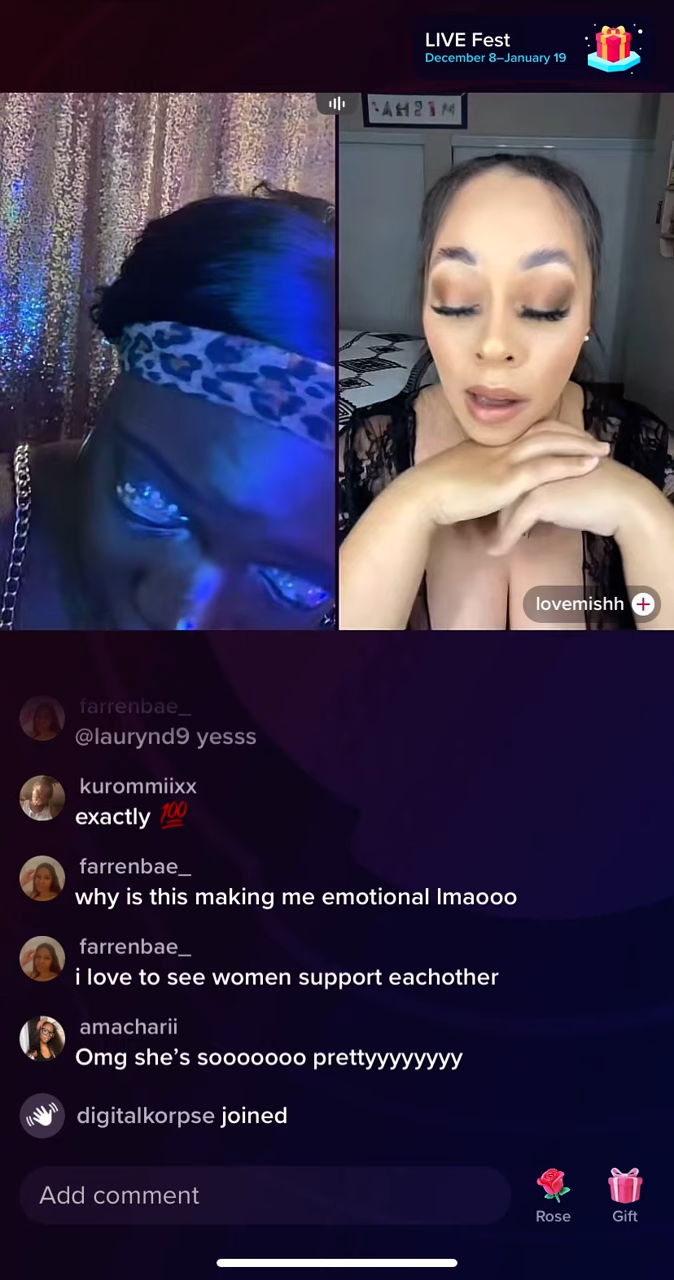 LIVE Fest
December 8–January 19
lovemishh
farrenbae_
@laurynd9 yesss
kurommiixx
exactly 💯
farrenbae_
why is this making me emotional lmaooo
farrenbae_
i love to see women support eachother
amacharii
Omg she’s sooooooo prettyyyyyyyy
digitalkorpse joined
Add comment
Rose
Gift